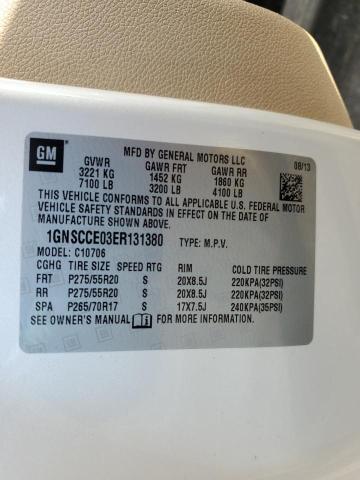 GM
MFD BY GENERAL MOTORS LLC 08/13
GVWR GAWR FRT GAWR RR
3221 KG 1452 KG 1860 KG
7100 LB 3200 LB 4100 LB
THIS VEHICLE CONFORMS TO ALL APPLICABLE U.S. FEDERAL MOTOR
VEHICLE SAFETY STANDARDS IN EFFECT ON THE DATE OF
MANUFACTURE SHOWN ABOVE.
1GNSCCE03ER131380 TYPE: M.P.V.
MODEL: C10706
CGHG TIRE SIZE SPEED RTG RIM COLD TIRE PRESSURE
FRT P275/55R20 S 20X8.5J 220KPA(32PSI)
RR P275/55R20 S 20X8.5J 220KPA(32PSI)
SPA P265/70R17 S 17X7.5J 240KPA(35PSI)
SEE OWNER'S MANUAL FOR MORE INFORMATION.